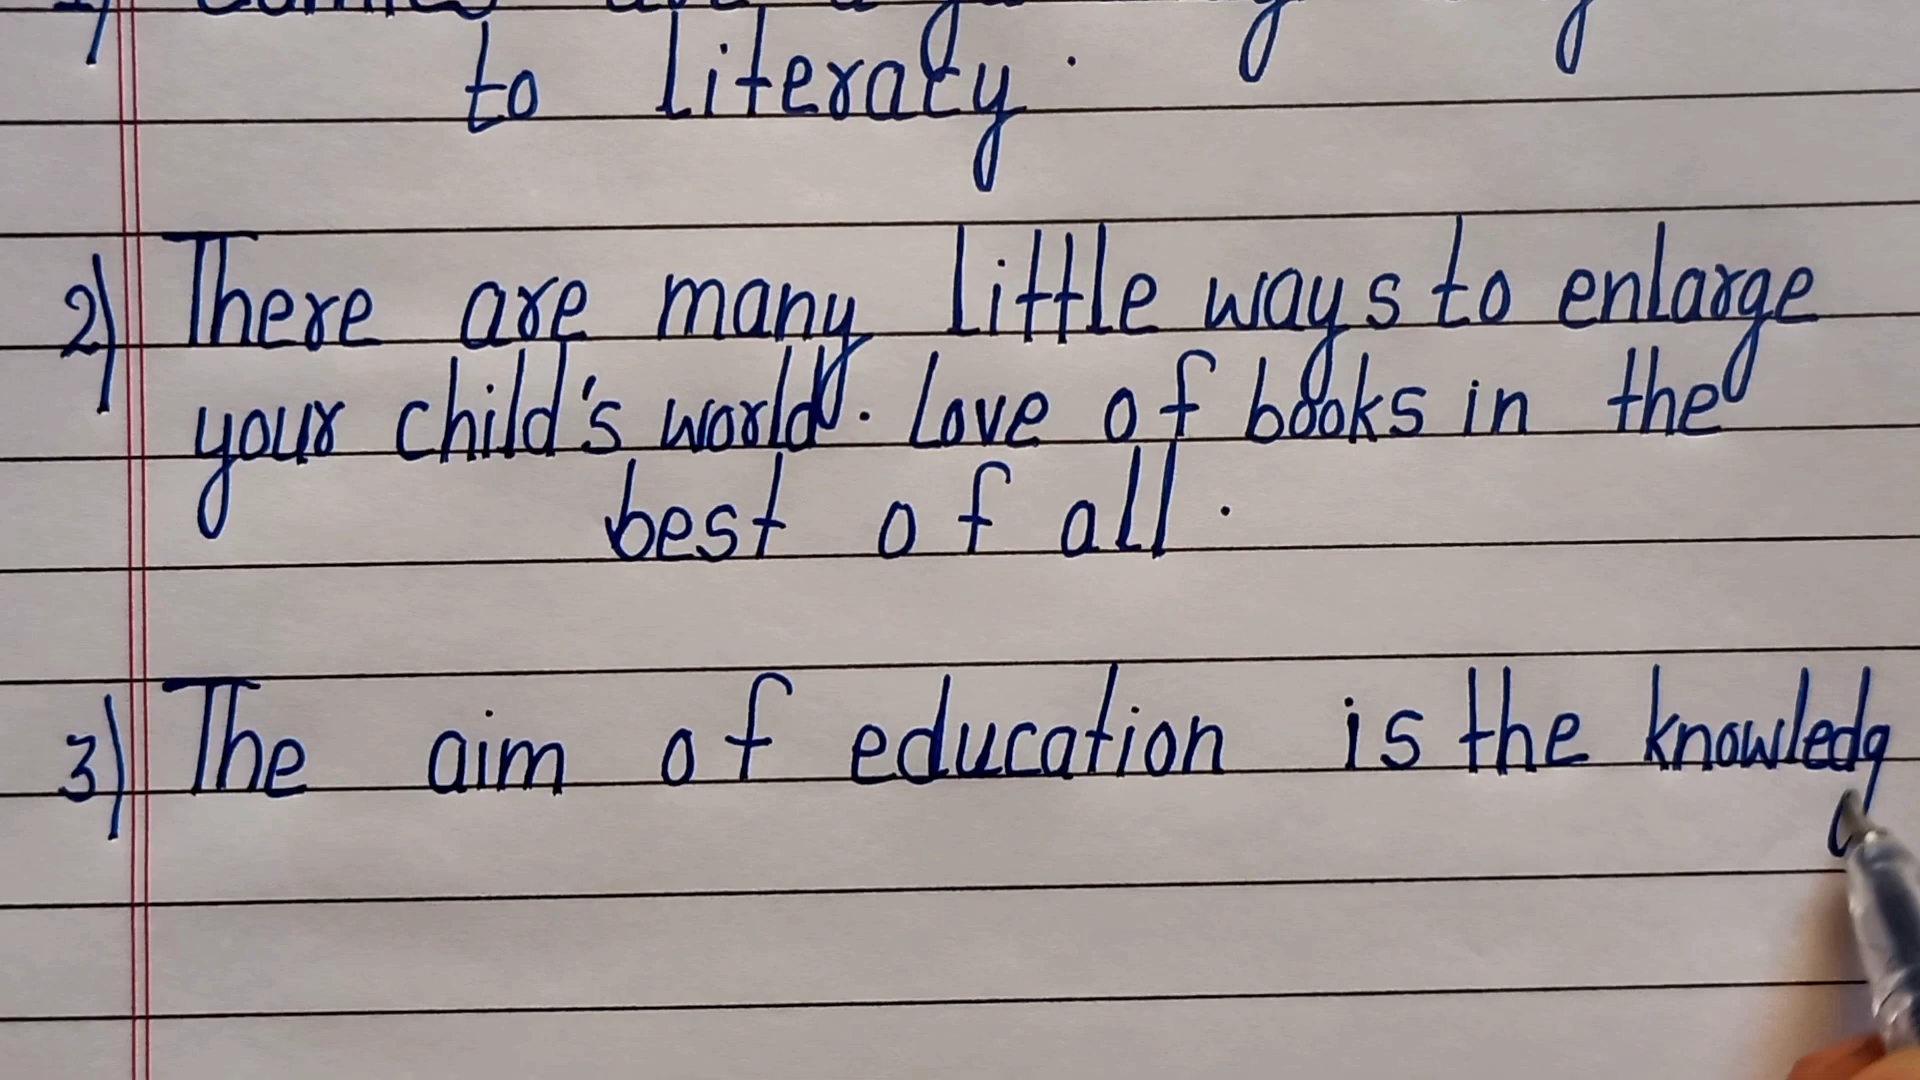 to literaty.
2) There are many little ways to enlarge
your child's world. Love of books in the
best of all.
3) The aim of education is the knowledg